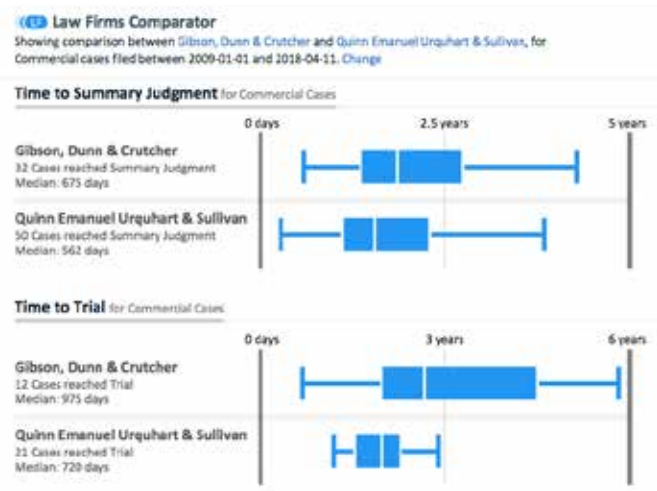 Law Firms Comparator
Showing comparison between Gibson, Dunn & Crutcher and Quinn Emanuel Urquhart & Sullivan, for
Commercial cases filed between 2009-01-01 and 2018-04-11. Change
Time to Summary Judgment for Commercial Cases
0 days 2.5 years 5 years
Gibson, Dunn & Crutcher
32 Cases reached Summary Judgment
Median: 675 days
Quinn Emanuel Urquhart & Sullivan
50 Cases reached Summary Judgment
Median: 562 days
Time to Trial for Commercial Cases
0 days 3 years 6 years
Gibson, Dunn & Crutcher
12 Cases reached Trial
Median: 975 days
Quinn Emanuel Urquhart & Sullivan
21 Cases reached Trial
Median: 720 days